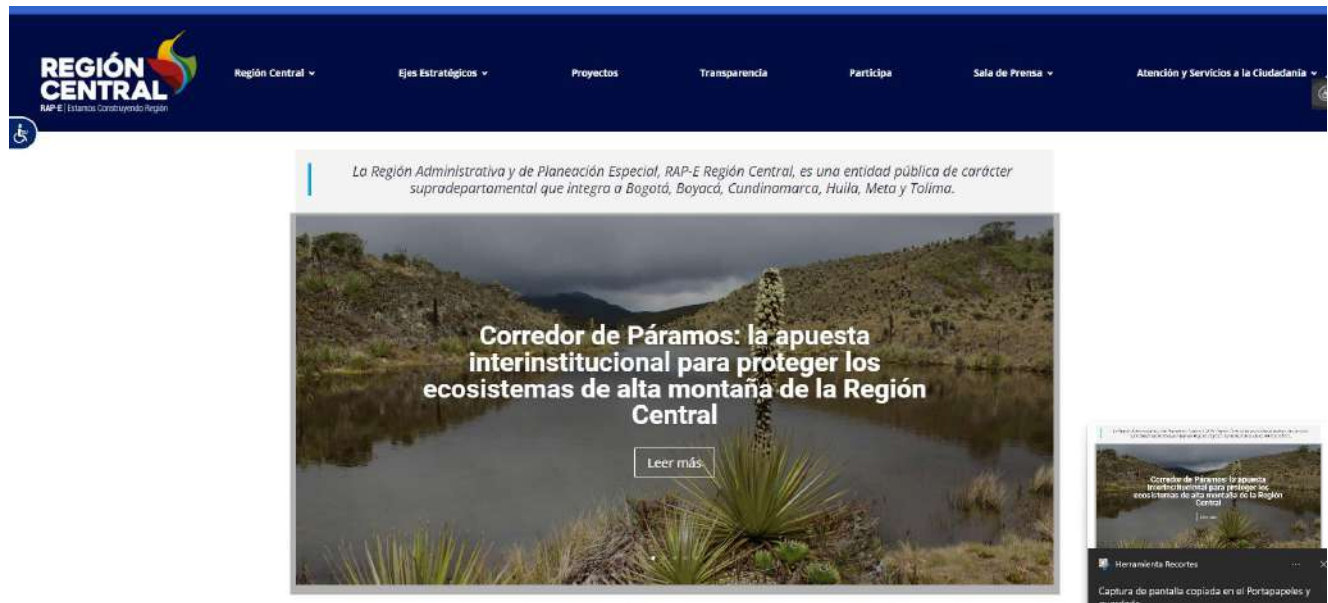 REGIÓN
CENTRAL
RAP-E | Estamos Construyendo Región
Región Central
Ejes Estratégicos
Proyectos
Transparencia
Participa
Sala de Prensa
Atención y Servicios a la Ciudadanía
La Región Administrativa y de Planeación Especial, RAP-E Región Central, es una entidad pública de carácter
supradepartamental que integra a Bogotá, Boyacá, Cundinamarca, Huila, Meta y Tolima.
Corredor de Páramos: la apuesta
interinstitucional para proteger los
ecosistemas de alta montaña de la Región
Central
Leer más
Corredor de Páramos: la apuesta
interinstitucional para proteger los
ecosistemas de alta montaña de la Región
Central
Herramienta Recortes
Captura de pantalla copiada en el Portapapeles y